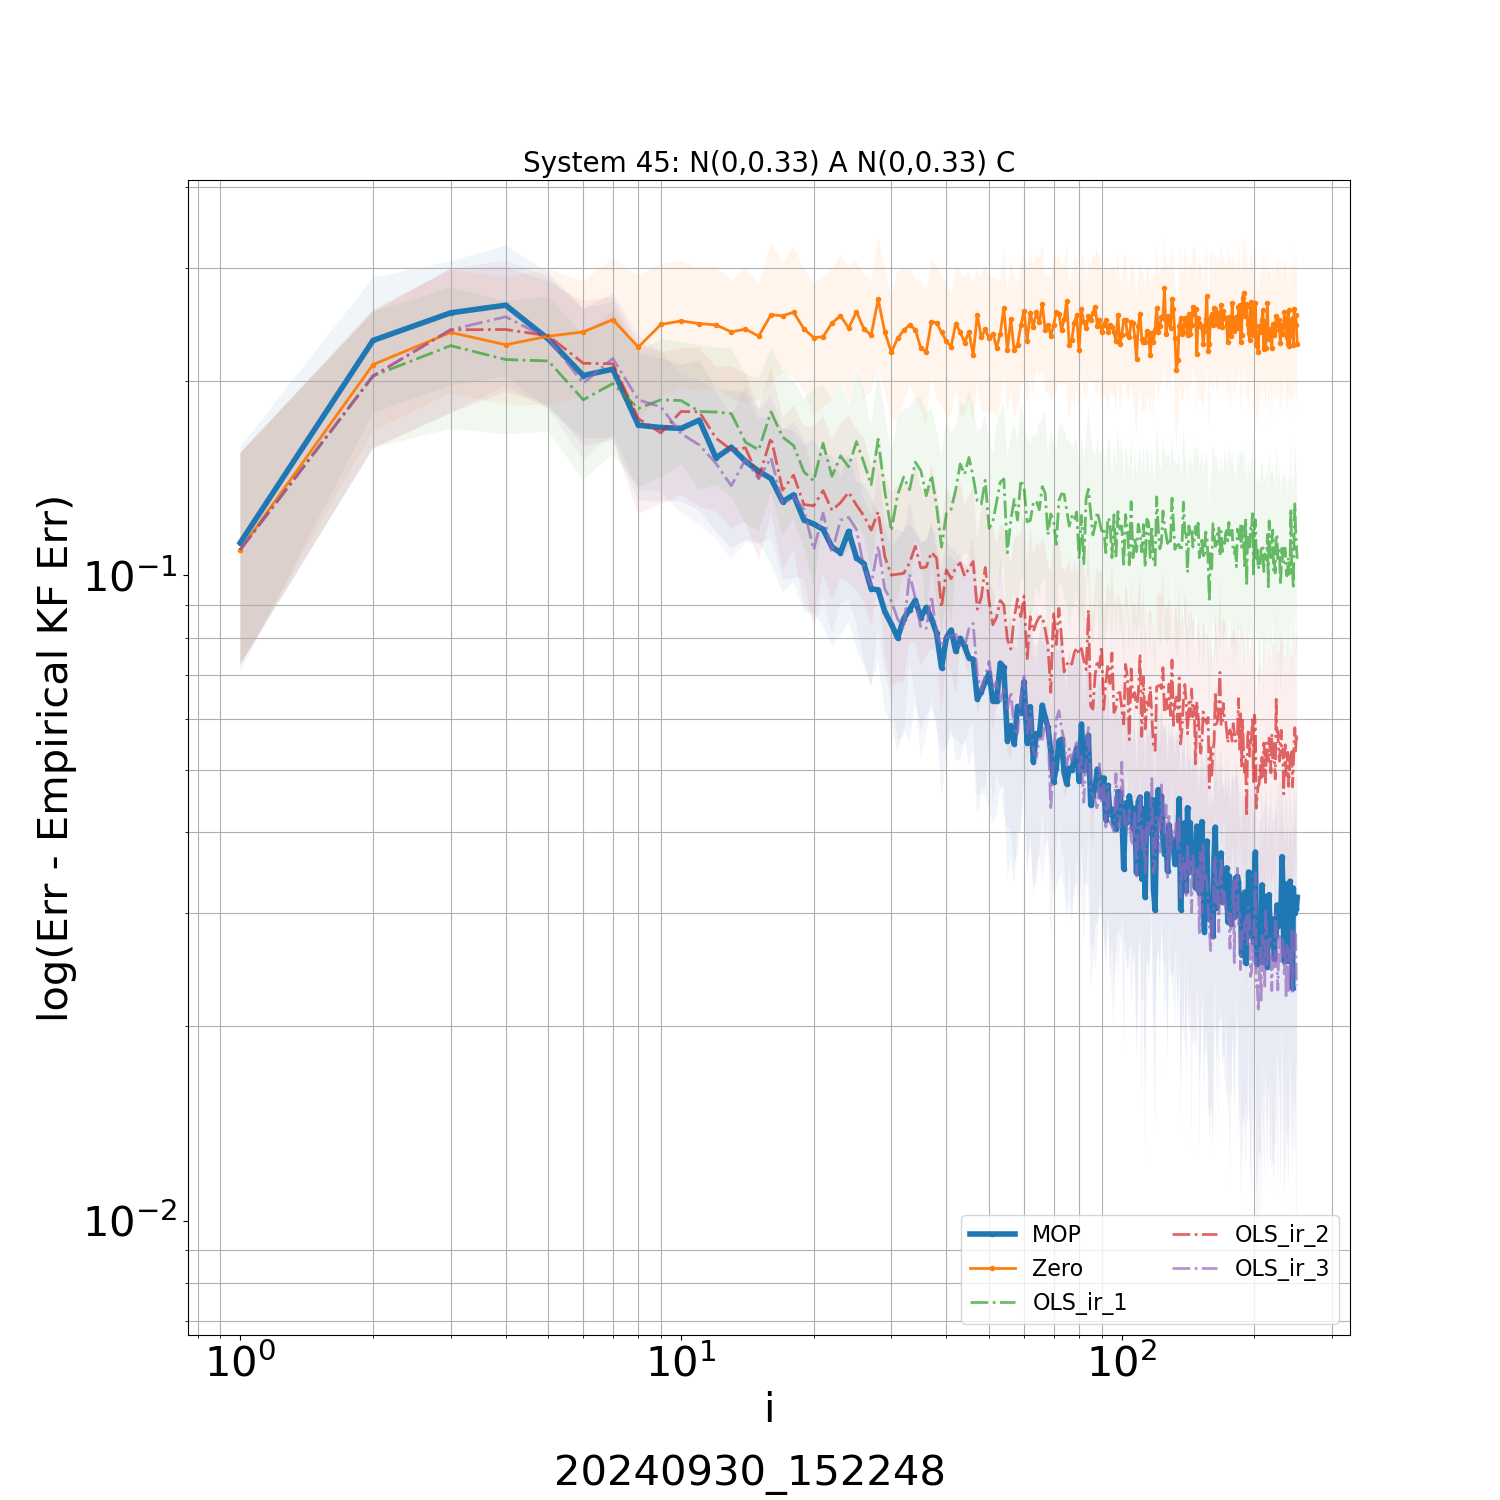 System 45: N(0,0.33) A N(0,0.33) C
log(Err - Empirical KF Err)
10⁻¹
10⁻²
10⁰
10¹
10²
i
MOP
Zero
OLS_ir_1
OLS_ir_2
OLS_ir_3
20240930_152248